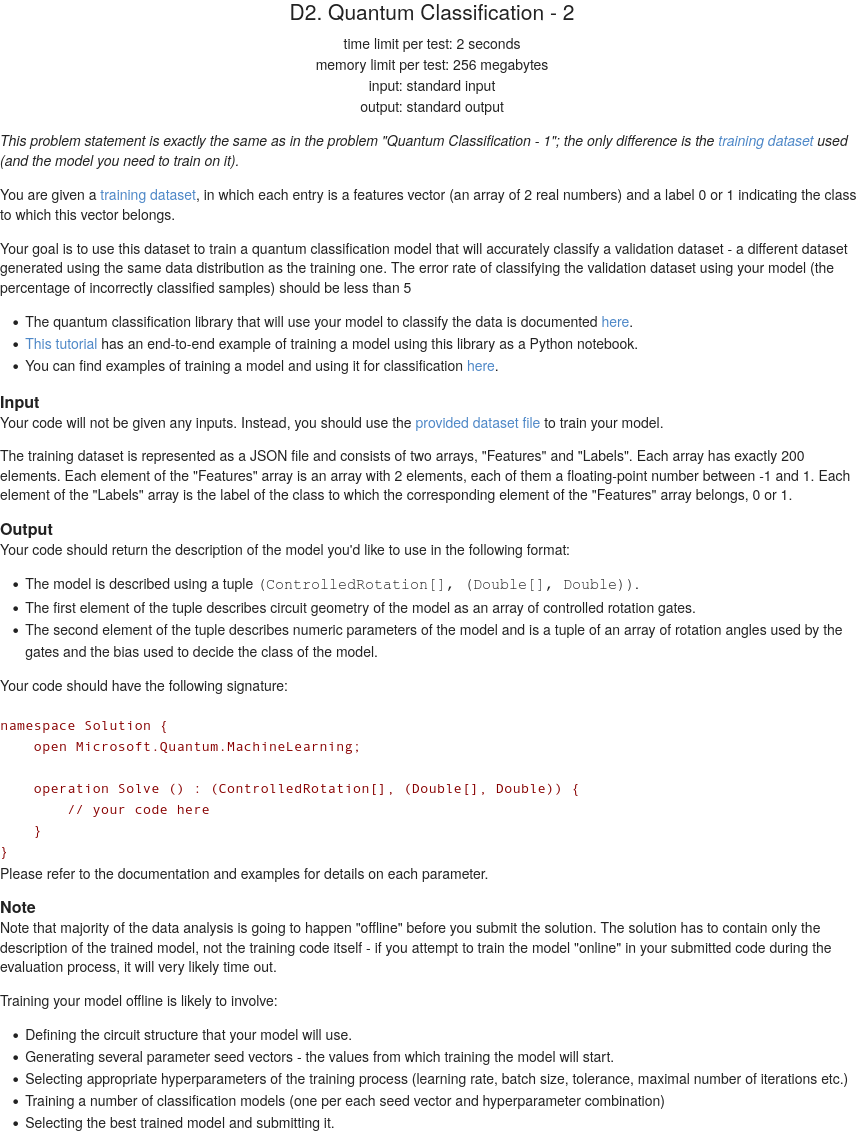 D2. Quantum Classification - 2
time limit per test: 2 seconds
memory limit per test: 256 megabytes
input: standard input
output: standard output
This problem statement is exactly the same as in the problem "Quantum Classification - 1"; the only difference is the training dataset used
(and the model you need to train on it).
You are given a training dataset, in which each entry is a features vector (an array of 2 real numbers) and a label 0 or 1 indicating the class
to which this vector belongs.
Your goal is to use this dataset to train a quantum classification model that will accurately classify a validation dataset - a different dataset
generated using the same data distribution as the training one. The error rate of classifying the validation dataset using your model (the
percentage of incorrectly classified samples) should be less than 5
• The quantum classification library that will use your model to classify the data is documented here.
• This tutorial has an end-to-end example of training a model using this library as a Python notebook.
• You can find examples of training a model and using it for classification here.
Input
Your code will not be given any inputs. Instead, you should use the provided dataset file to train your model.
The training dataset is represented as a JSON file and consists of two arrays, "Features" and "Labels". Each array has exactly 200
elements. Each element of the "Features" array is an array with 2 elements, each of them a floating-point number between -1 and 1. Each
element of the "Labels" array is the label of the class to which the corresponding element of the "Features" array belongs, 0 or 1.
Output
Your code should return the description of the model you'd like to use in the following format:
• The model is described using a tuple (ControlledRotation[], (Double[], Double)).
• The first element of the tuple describes circuit geometry of the model as an array of controlled rotation gates.
• The second element of the tuple describes numeric parameters of the model and is a tuple of an array of rotation angles used by the
gates and the bias used to decide the class of the model.
Your code should have the following signature:
namespace Solution {
    open Microsoft.Quantum.MachineLearning;
    operation Solve () : (ControlledRotation[], (Double[], Double)) {
        // your code here
    }
}
Please refer to the documentation and examples for details on each parameter.
Note
Note that majority of the data analysis is going to happen "offline" before you submit the solution. The solution has to contain only the
description of the trained model, not the training code itself - if you attempt to train the model "online" in your submitted code during the
evaluation process, it will very likely time out.
Training your model offline is likely to involve:
• Defining the circuit structure that your model will use.
• Generating several parameter seed vectors - the values from which training the model will start.
• Selecting appropriate hyperparameters of the training process (learning rate, batch size, tolerance, maximal number of iterations etc.)
• Training a number of classification models (one per each seed vector and hyperparameter combination)
• Selecting the best trained model and submitting it.